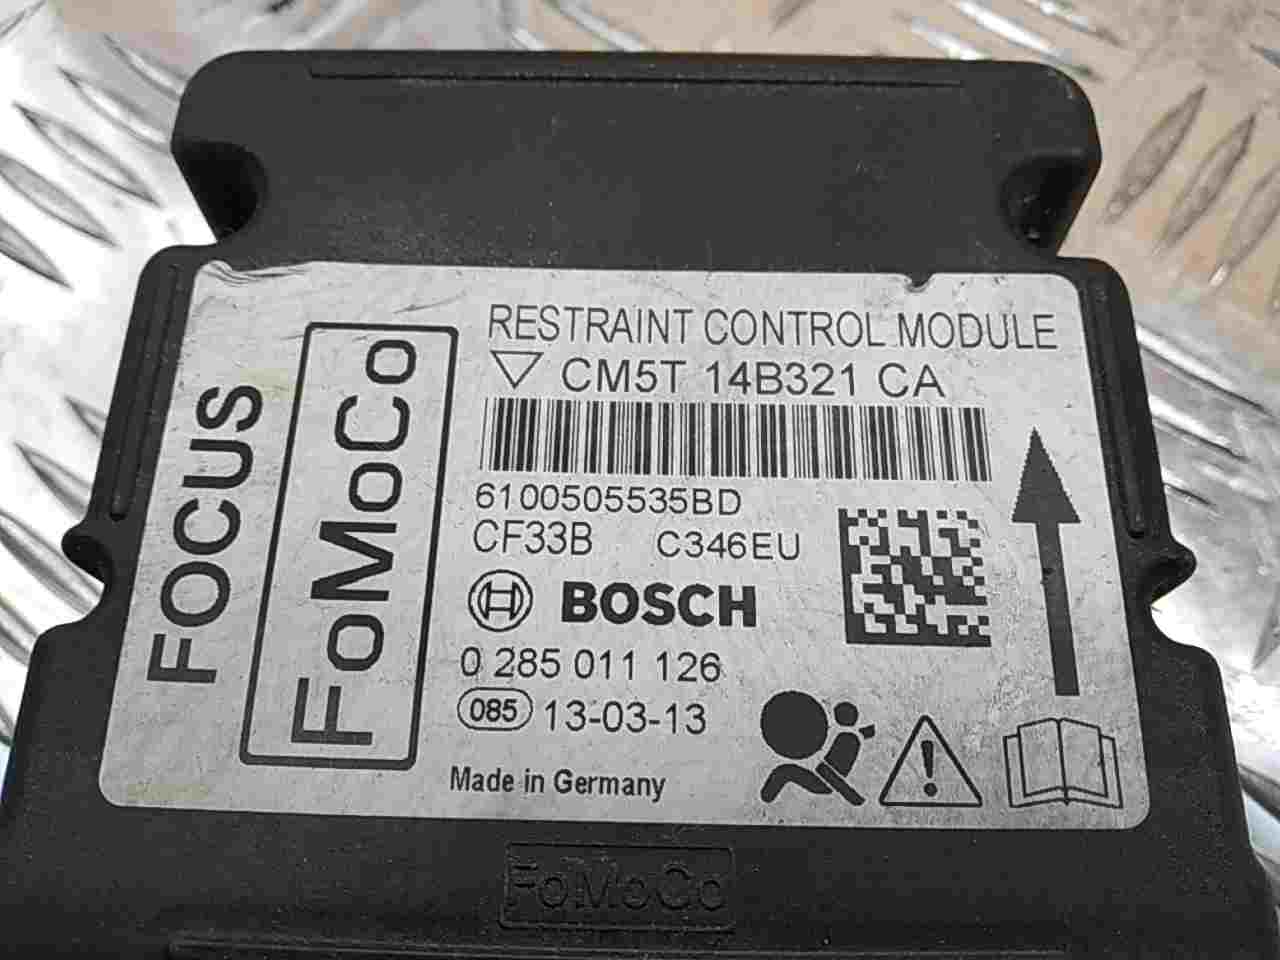 FOCUS
FoMoCo
RESTRAINT CONTROL MODULE
CM5T 14B321 CA
6100505535BD
CF33B C346EU
BOSCH
0 285 011 126
085 13-03-13
Made in Germany
FoMoCo